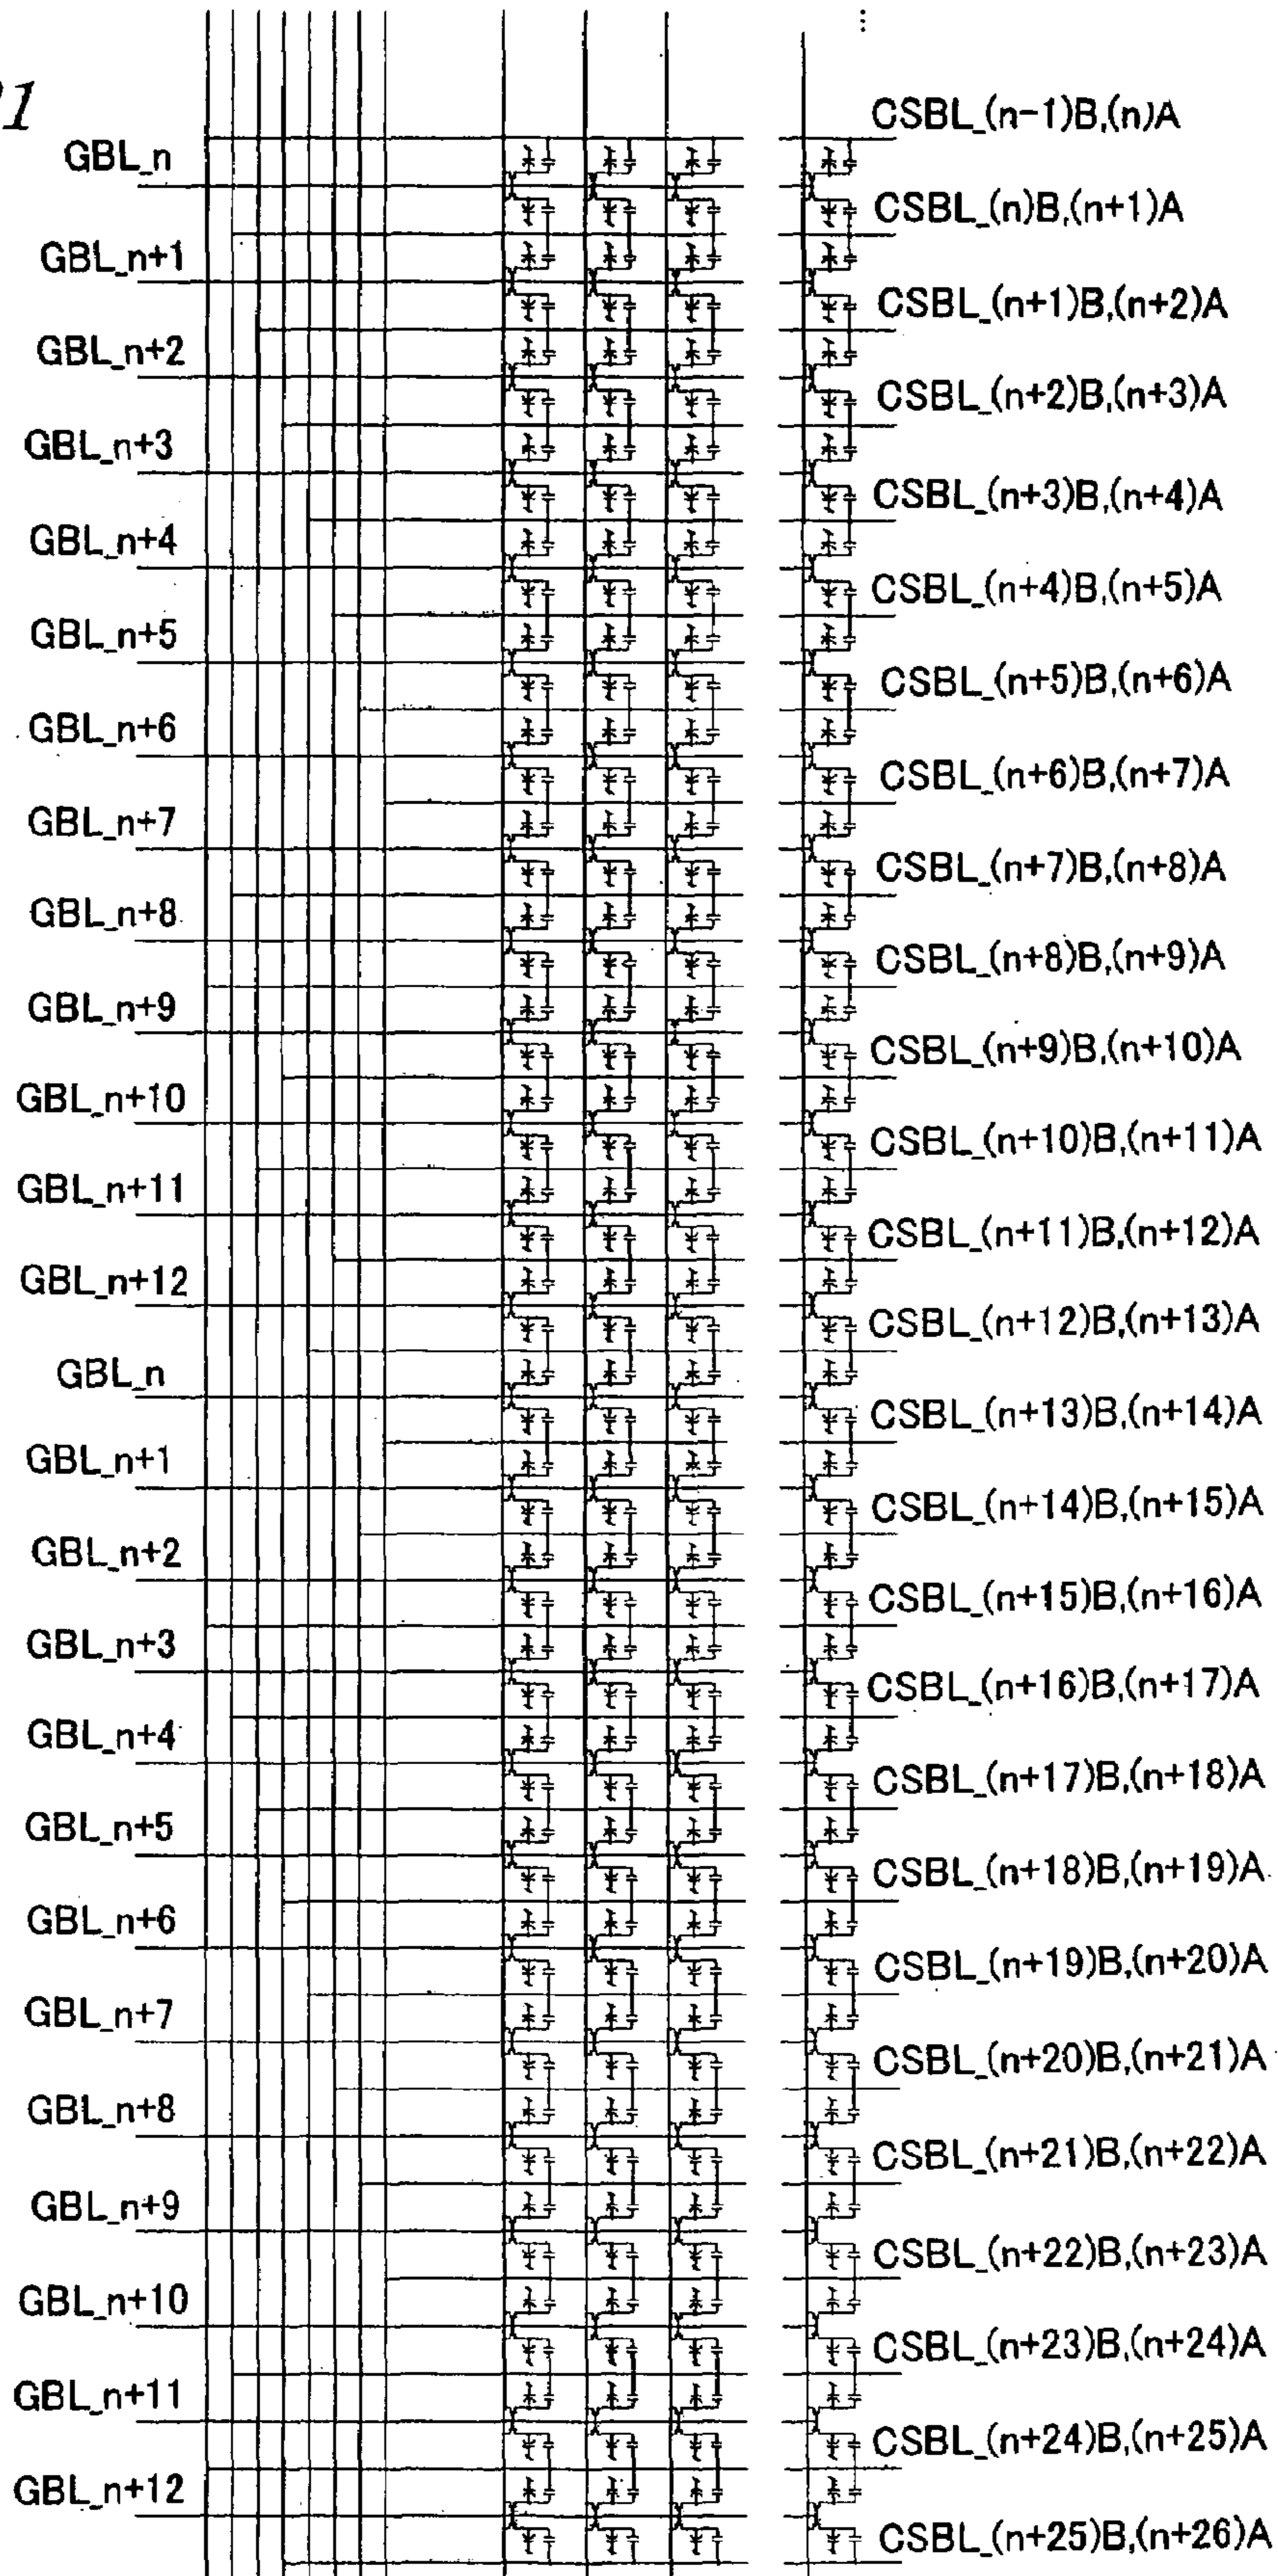 ⋮
1
CSBL_(n-1)B,(n)A
GBL_n
CSBL_(n)B,(n+1)A
GBL_n+1
CSBL_(n+1)B,(n+2)A
GBL_n+2
CSBL_(n+2)B,(n+3)A
GBL_n+3
CSBL_(n+3)B,(n+4)A
GBL_n+4
CSBL_(n+4)B,(n+5)A
GBL_n+5
CSBL_(n+5)B,(n+6)A
GBL_n+6
CSBL_(n+6)B,(n+7)A
GBL_n+7
CSBL_(n+7)B,(n+8)A
GBL_n+8
CSBL_(n+8)B,(n+9)A
GBL_n+9
CSBL_(n+9)B,(n+10)A
GBL_n+10
CSBL_(n+10)B,(n+11)A
GBL_n+11
CSBL_(n+11)B,(n+12)A
GBL_n+12
CSBL_(n+12)B,(n+13)A
GBL_n
CSBL_(n+13)B,(n+14)A
GBL_n+1
CSBL_(n+14)B,(n+15)A
GBL_n+2
CSBL_(n+15)B,(n+16)A
GBL_n+3
CSBL_(n+16)B,(n+17)A
GBL_n+4
CSBL_(n+17)B,(n+18)A
GBL_n+5
CSBL_(n+18)B,(n+19)A
GBL_n+6
CSBL_(n+19)B,(n+20)A
GBL_n+7
CSBL_(n+20)B,(n+21)A
GBL_n+8
CSBL_(n+21)B,(n+22)A
GBL_n+9
CSBL_(n+22)B,(n+23)A
GBL_n+10
CSBL_(n+23)B,(n+24)A
GBL_n+11
CSBL_(n+24)B,(n+25)A
GBL_n+12
CSBL_(n+25)B,(n+26)A